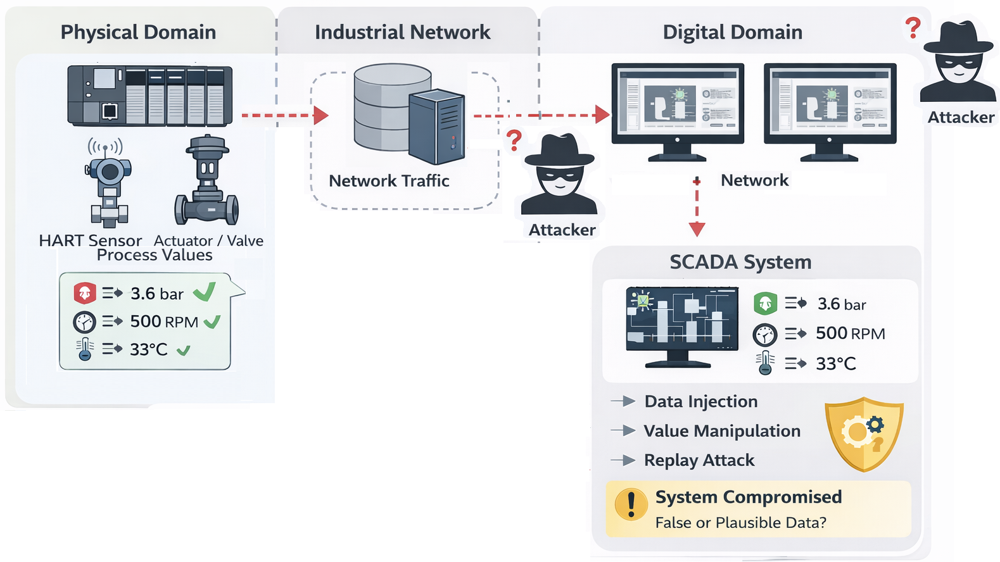 Physical Domain
Industrial Network
Digital Domain
?
Attacker
Network Traffic
?
Attacker
Network
HART Sensor
Actuator / Valve
Process Values
3.6 bar
500 RPM
33°C
SCADA System
3.6 bar
500 RPM
33°C
Data Injection
Value Manipulation
Replay Attack
!
System Compromised
False or Plausible Data?